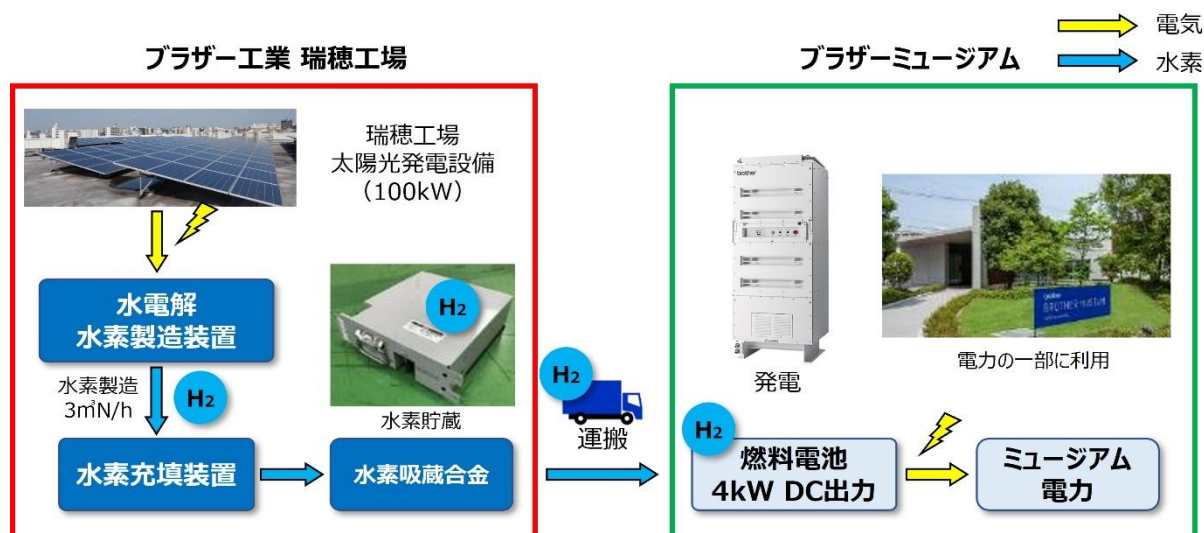 電気
水素
ブラザー工業 瑞穂工場
ブラザーミュージアム
瑞穂工場
太陽光発電設備
（100kW）
水電解
水素製造装置
水素製造
3㎥N/h
H₂
水素充填装置
H₂
水素貯蔵
水素吸蔵合金
H₂
運搬
brother
発電
brother
BROTHER MUSEUM
電力の一部に利用
H₂
燃料電池
4kW DC出力
ミュージアム
電力